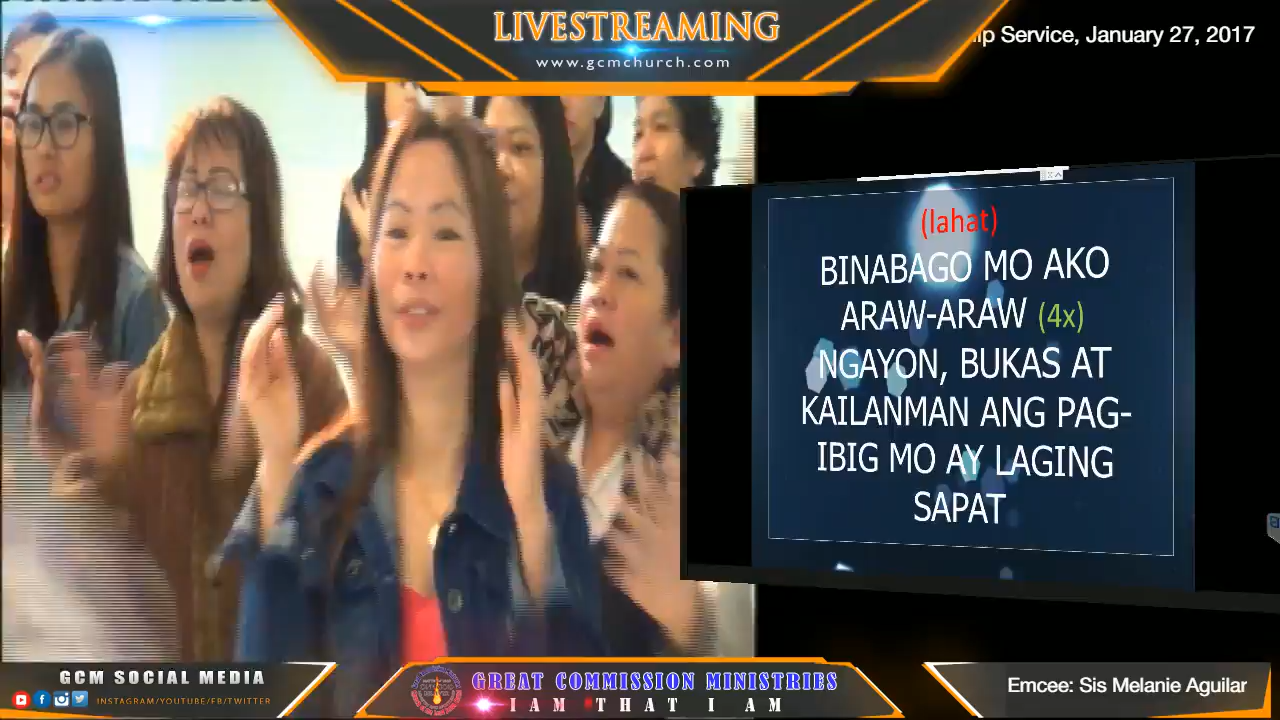 LIVESTREAMING
www.gcmchurch.com
Service, January 27, 2017
(lahat)
BINABAGO MO AKO
ARAW-ARAW (4x)
NGAYON, BUKAS AT
KAILANMAN ANG PAG-
IBIG MO AY LAGING
SAPAT
GCM SOCIAL MEDIA
INSTAGRAM/YOUTUBE/FB/TWITTER
GREAT COMMISSION MINISTRIES
I AM THAT I AM
Emcee: Sis Melanie Aguilar